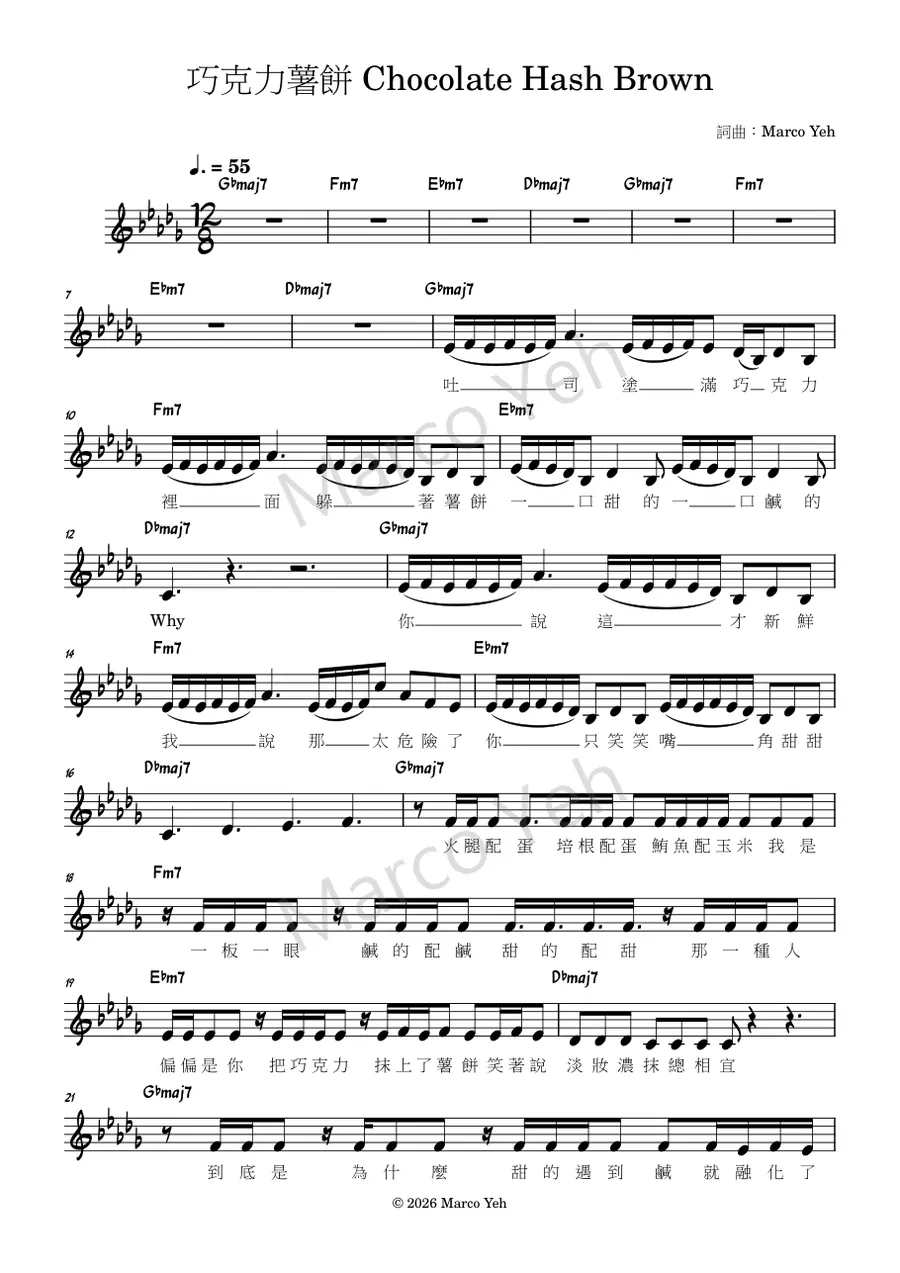 巧克力薯餅 Chocolate Hash Brown
詞曲：Marco Yeh
♩. = 55
G♭maj7 Fm7 E♭m7 D♭maj7 G♭maj7 Fm7
12
8
7 E♭m7 D♭maj7 G♭maj7
吐 司 塗 滿 巧 克 力
10 Fm7 E♭m7
裡 面 躲 著 薯 餅 一 口 甜 的 一 口 鹹 的
12 D♭maj7 G♭maj7
Why 你 說 這 才 新 鮮
14 Fm7 E♭m7
我 說 那 太 危 險 了 你 只 笑 笑 嘴 角 甜 甜
16 D♭maj7 G♭maj7
火 腿 配 蛋 培 根 配 蛋 鮪 魚 配 玉 米 我 是
18 Fm7
一 板 一 眼 鹹 的 配 鹹 甜 的 配 甜 那 一 種 人
19 E♭m7 D♭maj7
偏 偏 是 你 把 巧 克 力 抹 上 了 薯 餅 笑 著 說 淡 妝 濃 抹 總 相 宜
21 G♭maj7
到 底 是 為 什 麼 甜 的 遇 到 鹹 就 融 化 了
Marco Yeh
Marco Yeh
© 2026 Marco Yeh